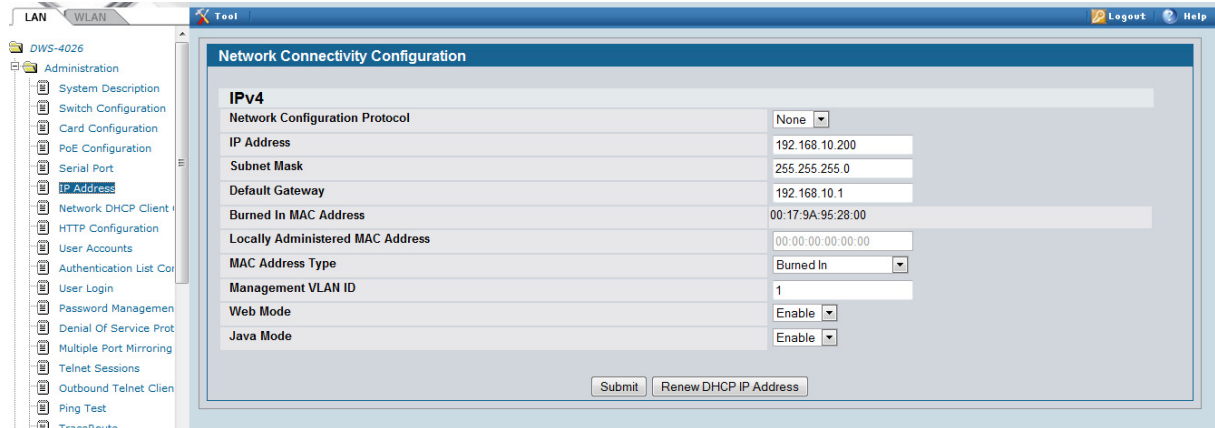 LAN WLAN Tool Logout Help
DWS-4026
Administration
System Description
Switch Configuration
Card Configuration
PoE Configuration
Serial Port
IP Address
Network DHCP Client
HTTP Configuration
User Accounts
Authentication List Cor
User Login
Password Managemen
Denial Of Service Prot
Multiple Port Mirroring
Telnet Sessions
Outbound Telnet Clien
Ping Test
TraceRoute
Network Connectivity Configuration
IPv4
Network Configuration Protocol None
IP Address 192.168.10.200
Subnet Mask 255.255.255.0
Default Gateway 192.168.10.1
Burned In MAC Address 00:17:9A:95:28:00
Locally Administered MAC Address 00:00:00:00:00:00
MAC Address Type Burned In
Management VLAN ID 1
Web Mode Enable
Java Mode Enable
Submit Renew DHCP IP Address